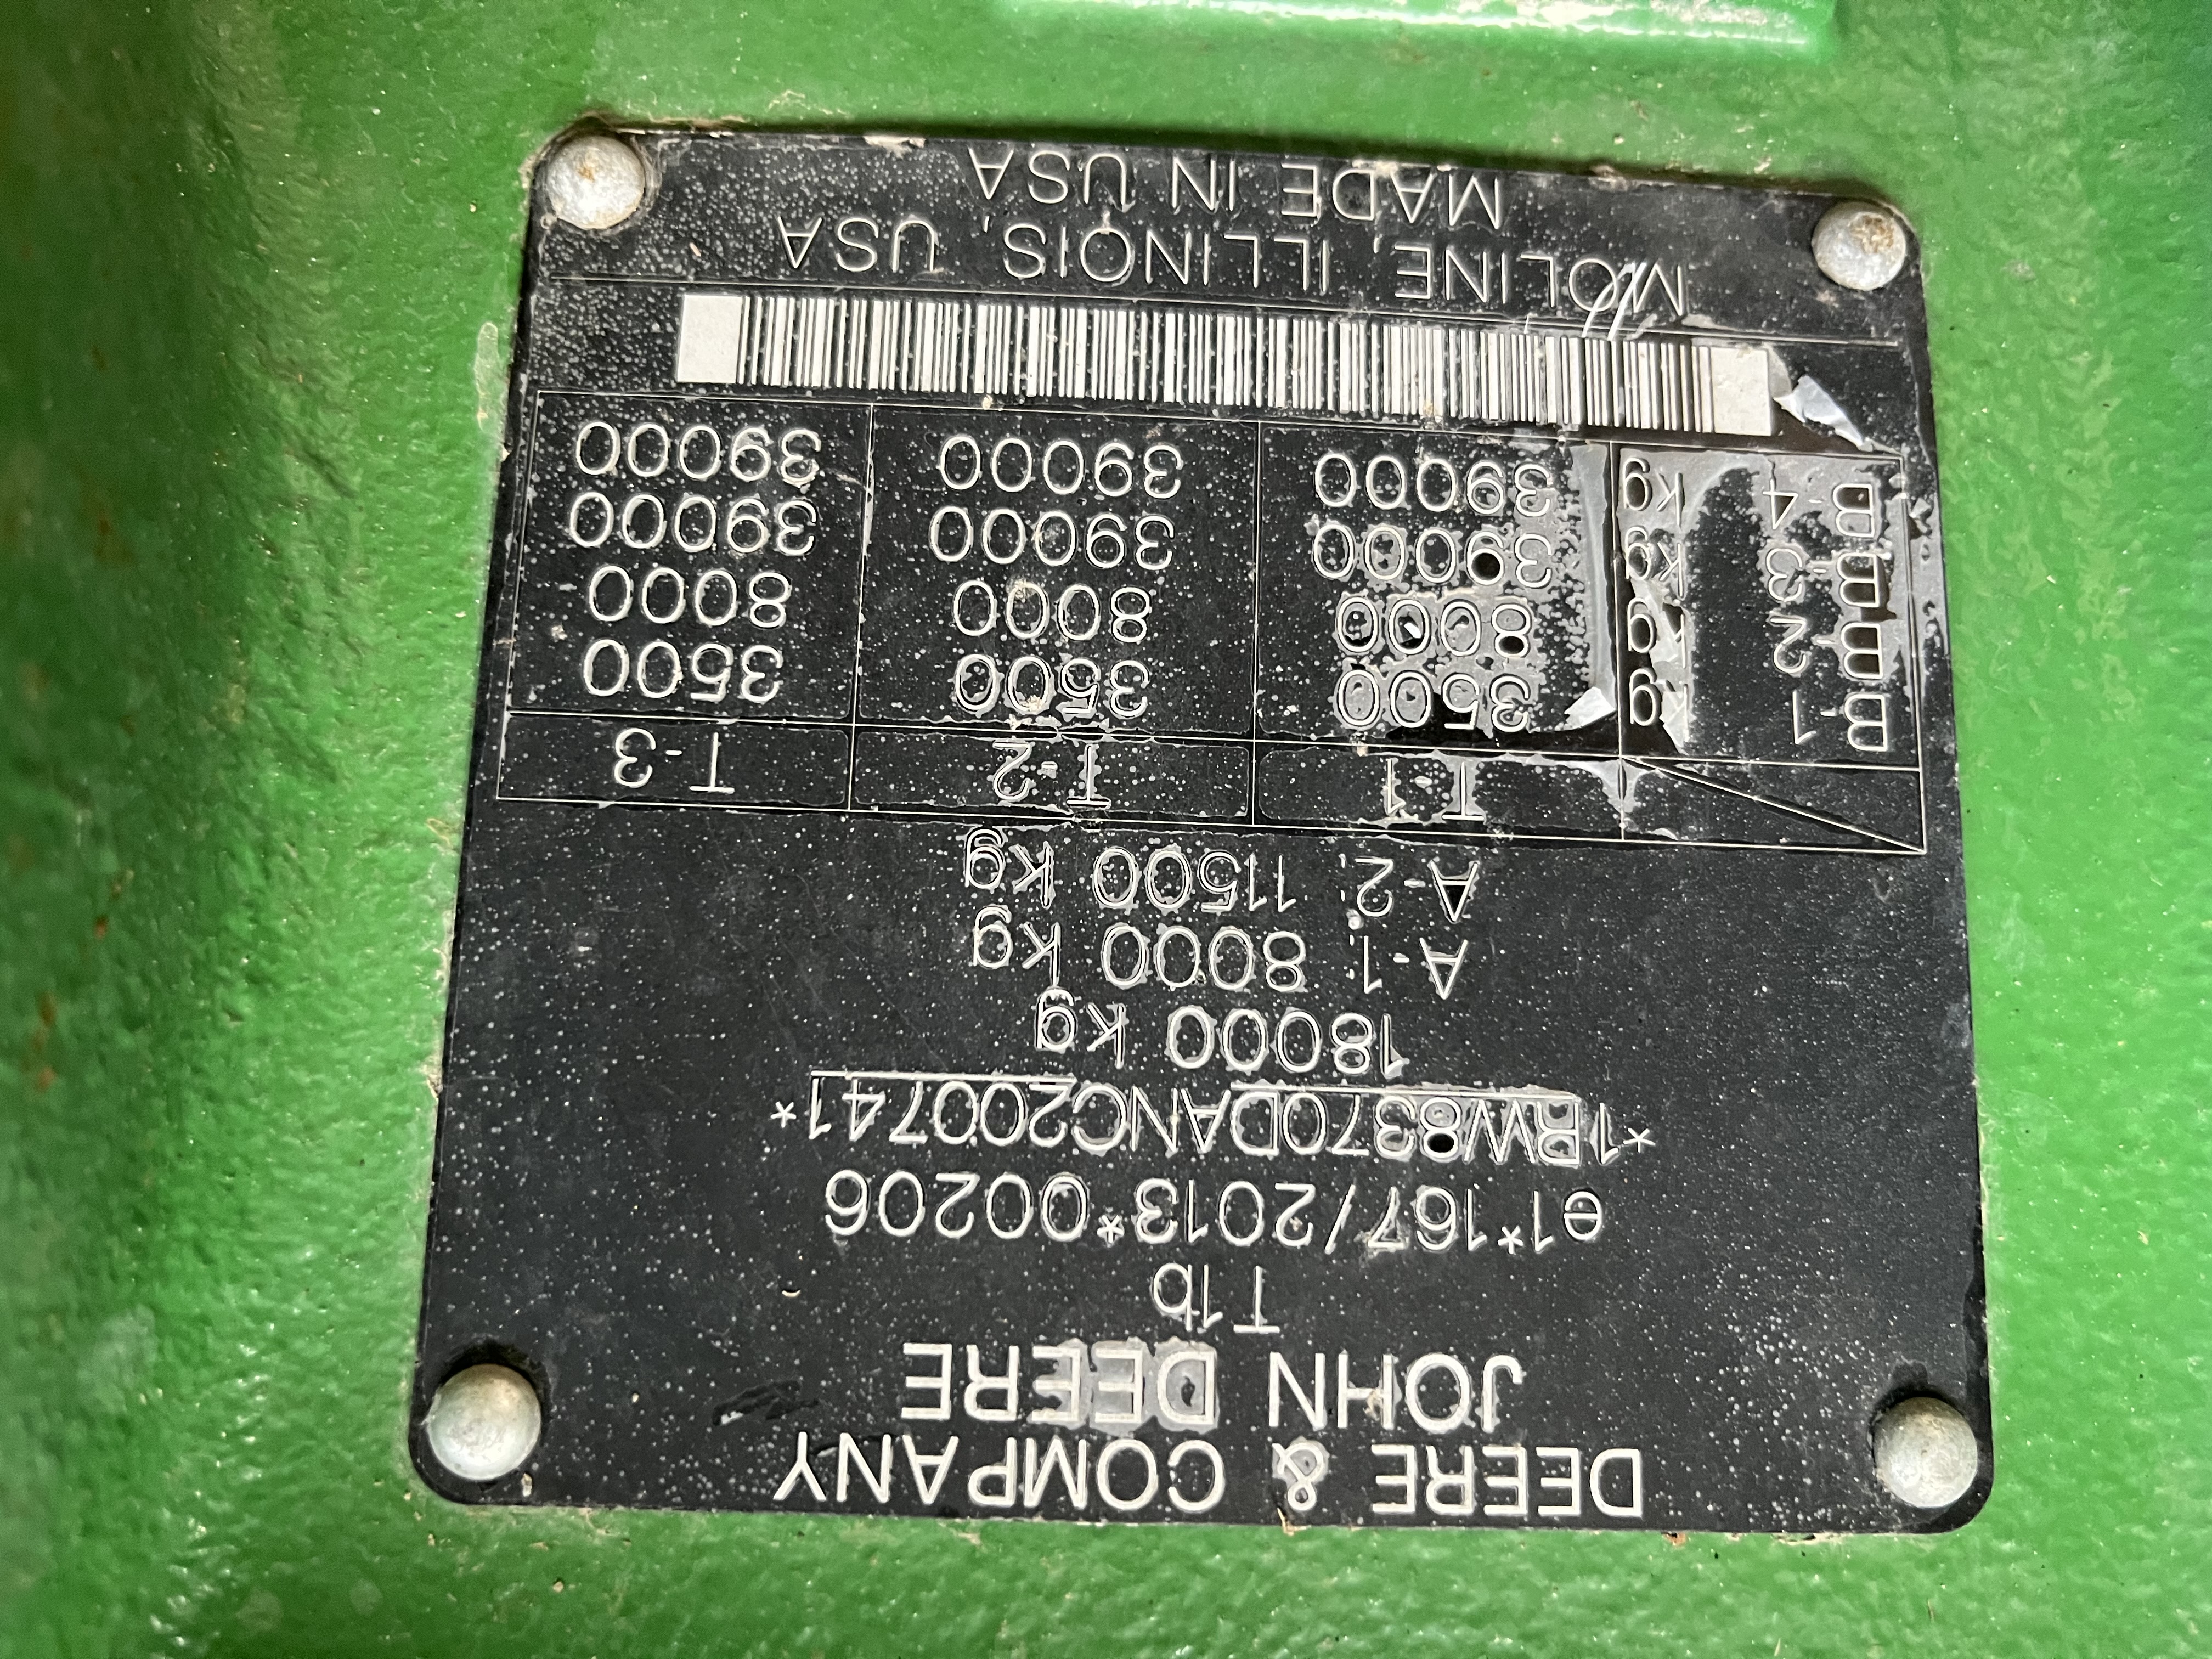 DEERE & COMPANY
JOHN DEERE
T1b
e1*167/2013*00206
*1RW8370DANC200741*
18000 kg
A-1: 8000 kg
A-2: 11500 kg
T-1 T-2 T-3
B-1 kg 3500 3500 3500
B-2 kg 8000 8000 8000
B-3 kg 39000 39000 39000
B-4 kg 39000 39000 39000
MOLINE, ILLINOIS, USA
MADE IN USA